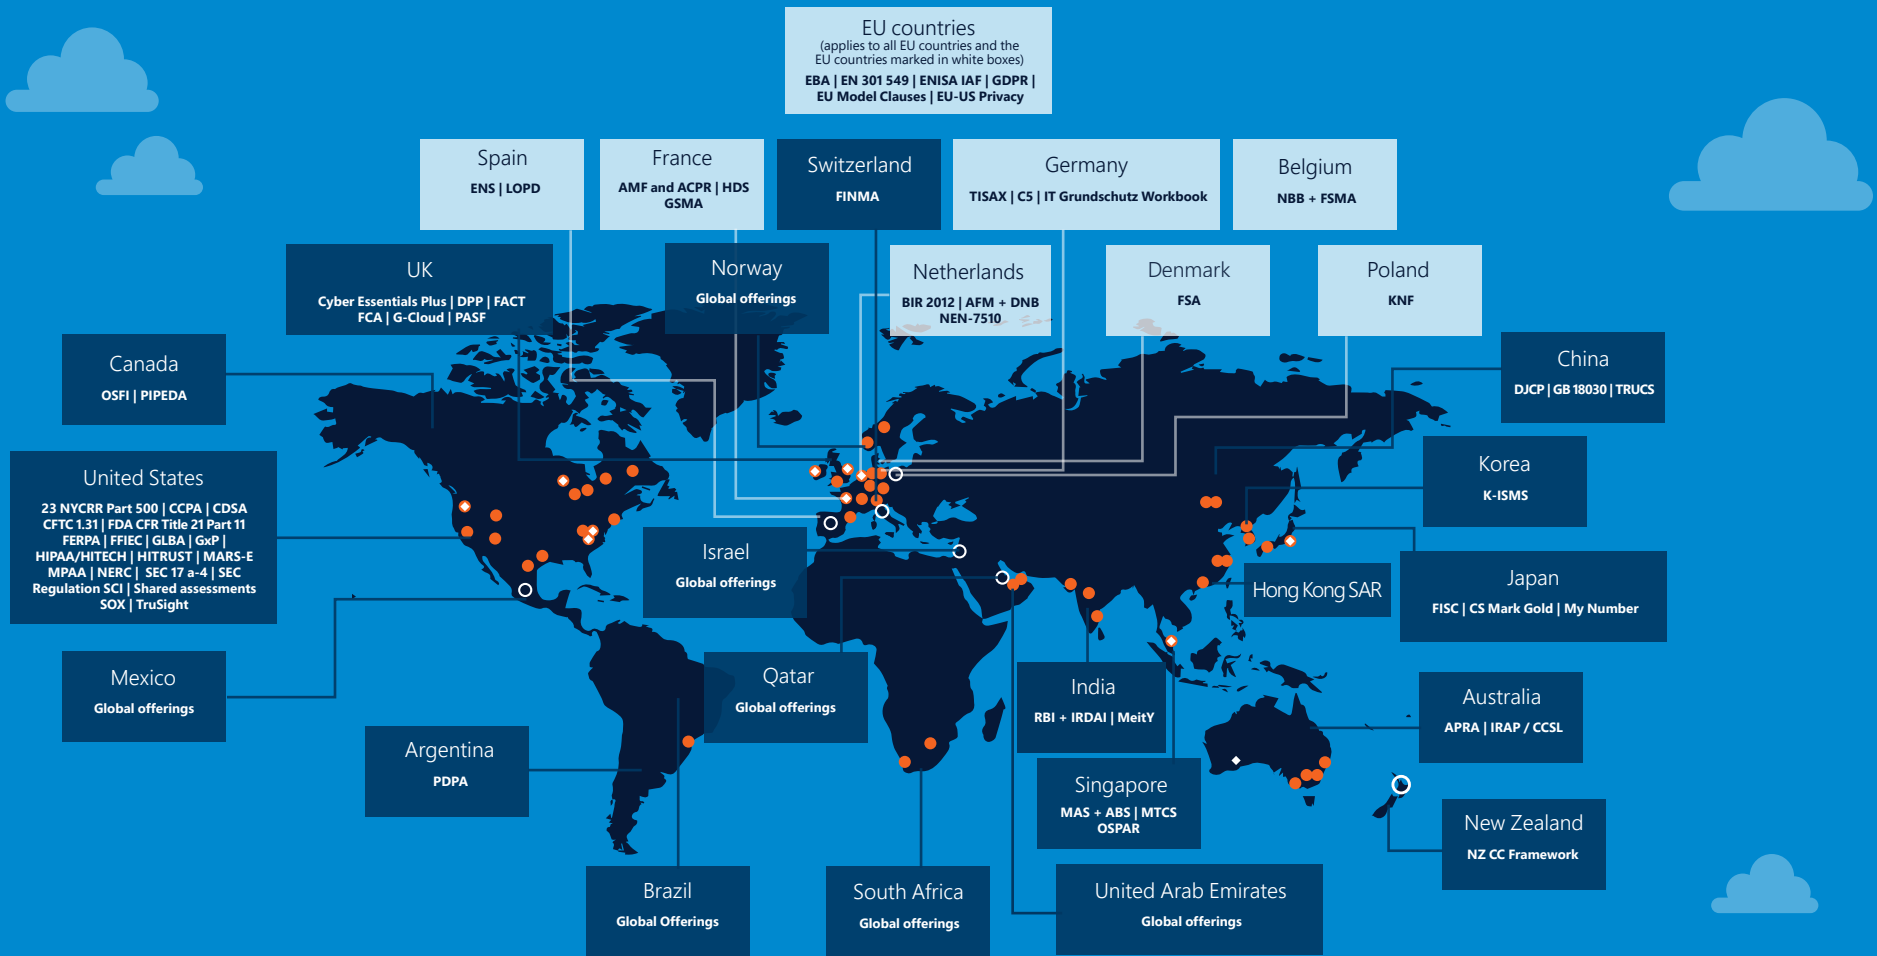 EU countries
(applies to all EU countries and the
EU countries marked in white boxes)
EBA | EN 301 549 | ENISA IAF | GDPR |
EU Model Clauses | EU-US Privacy
Spain
ENS | LOPD
France
AMF and ACPR | HDS
GSMA
Switzerland
FINMA
Germany
TISAX | C5 | IT Grundschutz Workbook
Belgium
NBB + FSMA
UK
Cyber Essentials Plus | DPP | FACT
FCA | G-Cloud | PASF
Norway
Global offerings
Netherlands
BIR 2012 | AFM + DNB
NEN-7510
Denmark
FSA
Poland
KNF
Canada
OSFI | PIPEDA
China
DJCP | GB 18030 | TRUCS
United States
23 NYCRR Part 500 | CCPA | CDSA
CFTC 1.31 | FDA CFR Title 21 Part 11
FERPA | FFIEC | GLBA | GxP |
HIPAA/HITECH | HITRUST | MARS-E
MPAA | NERC | SEC 17 a-4 | SEC
Regulation SCI | Shared assessments
SOX | TruSight
Korea
K-ISMS
Israel
Global offerings
Hong Kong SAR
Japan
FISC | CS Mark Gold | My Number
Mexico
Global offerings
Qatar
Global offerings
India
RBI + IRDAI | MeitY
Australia
APRA | IRAP / CCSL
Argentina
PDPA
Singapore
MAS + ABS | MTCS
OSPAR
New Zealand
NZ CC Framework
Brazil
Global Offerings
South Africa
Global offerings
United Arab Emirates
Global offerings